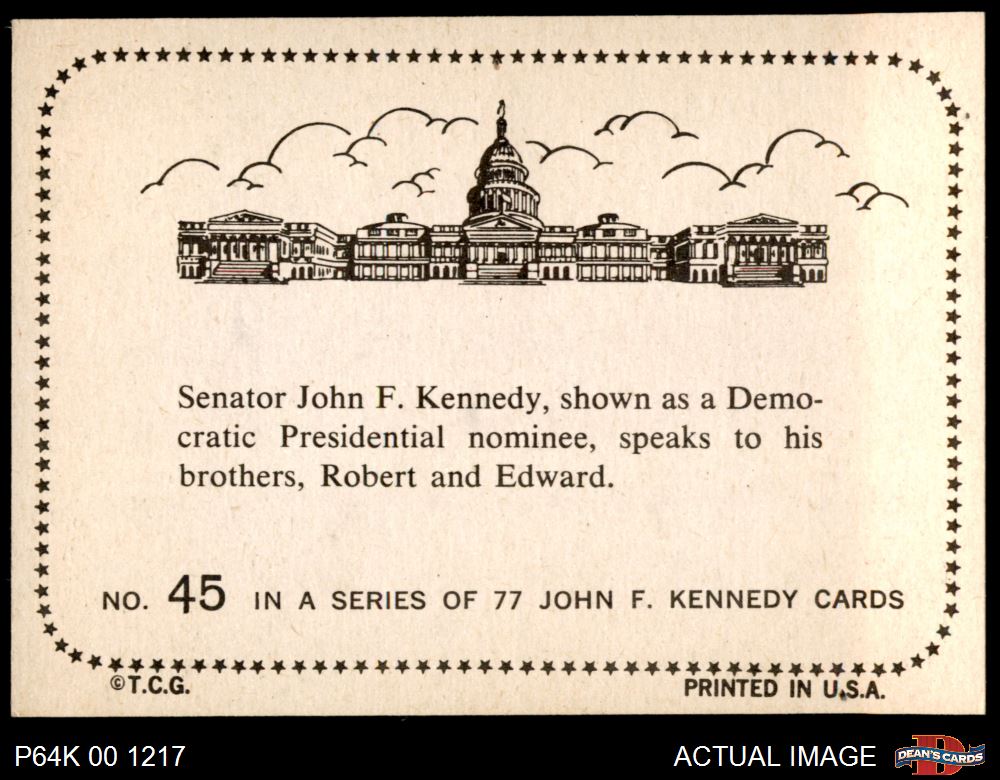 Senator John F. Kennedy, shown as a Demo-
cratic Presidential nominee, speaks to his
brothers, Robert and Edward.
NO. 45 IN A SERIES OF 77 JOHN F. KENNEDY CARDS
©T.C.G. PRINTED IN U.S.A.
P64K 00 1217 ACTUAL IMAGE DEAN'S CARDS